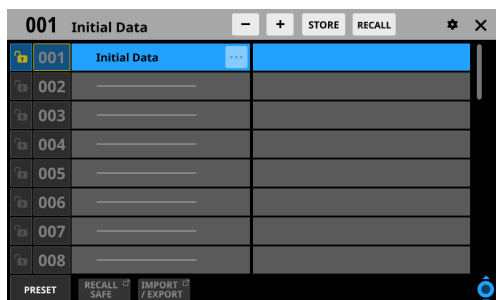 001 Initial Data − + STORE RECALL
001 Initial Data ...
002
003
004
005
006
007
008
PRESET
RECALL SAFE
IMPORT / EXPORT